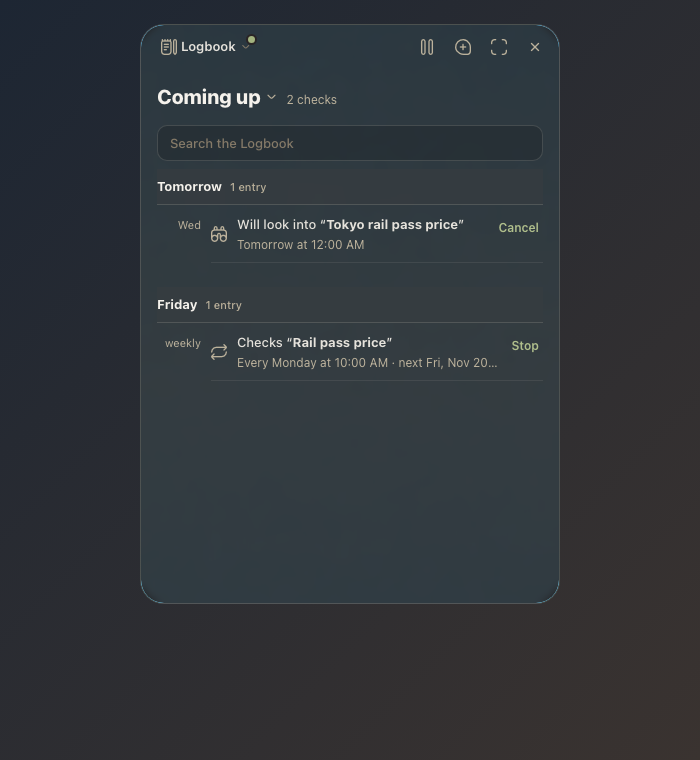 Logbook
Coming up 2 checks
Search the Logbook
Tomorrow 1 entry
Wed
Will look into “Tokyo rail pass price”
Cancel
Tomorrow at 12:00 AM
Friday 1 entry
weekly
Checks “Rail pass price”
Stop
Every Monday at 10:00 AM · next Fri, Nov 20…